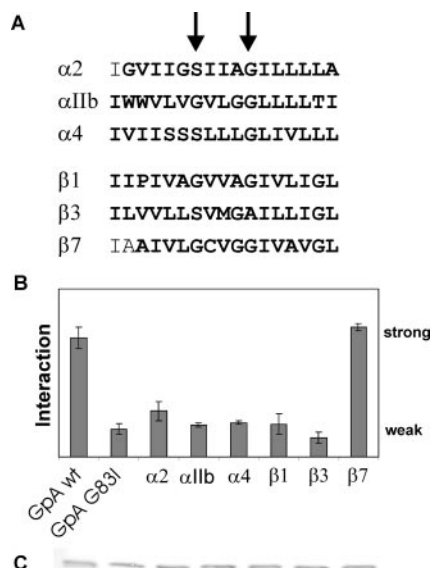 A
α2 IGVIIGSIIAGILLLLA
αIIb IWWVLVGVLGGLLLLTI
α4 IVIISSSLLLGLIVLLL
β1 IIPIVAGVVAGIVLIGL
β3 ILVVLLSVMGAILLIGL
β7 IAAIVLGCVGGIVAVGL
B
Interaction
strong
weak
GpA wt GpA G83I α2 αIIb α4 β1 β3 β7
C